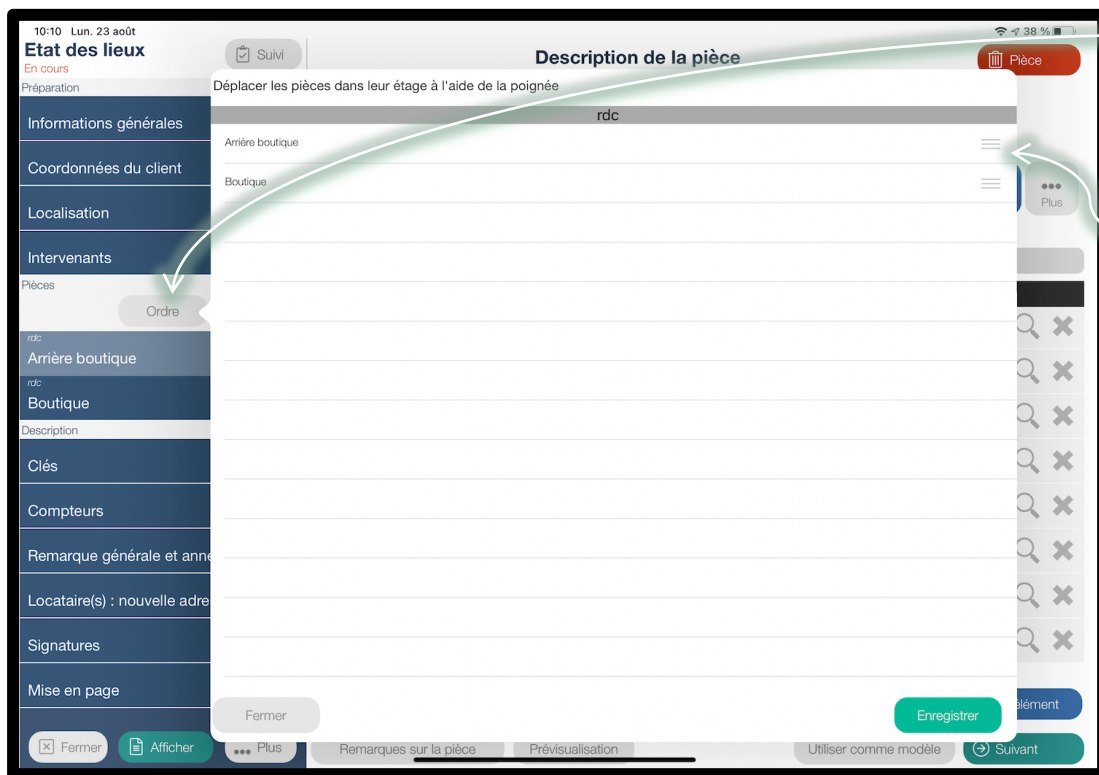 10:10 Lun. 23 août
38 %
Etat des lieux
En cours
Suivi
Description de la pièce
Pièce
Préparation
Déplacer les pièces dans leur étage à l'aide de la poignée
rdc
Informations générales
Arrière boutique
Coordonnées du client
Boutique
Plus
Localisation
Intervenants
Pièces
Ordre
rdc
Arrière boutique
rdc
Boutique
Description
Clés
Compteurs
Remarque générale et anne
Locataire(s) : nouvelle adre
Signatures
Mise en page
Fermer
Enregistrer
élément
Fermer
Afficher
Plus
Remarques sur la pièce
Prévisualisation
Utiliser comme modèle
Suivant